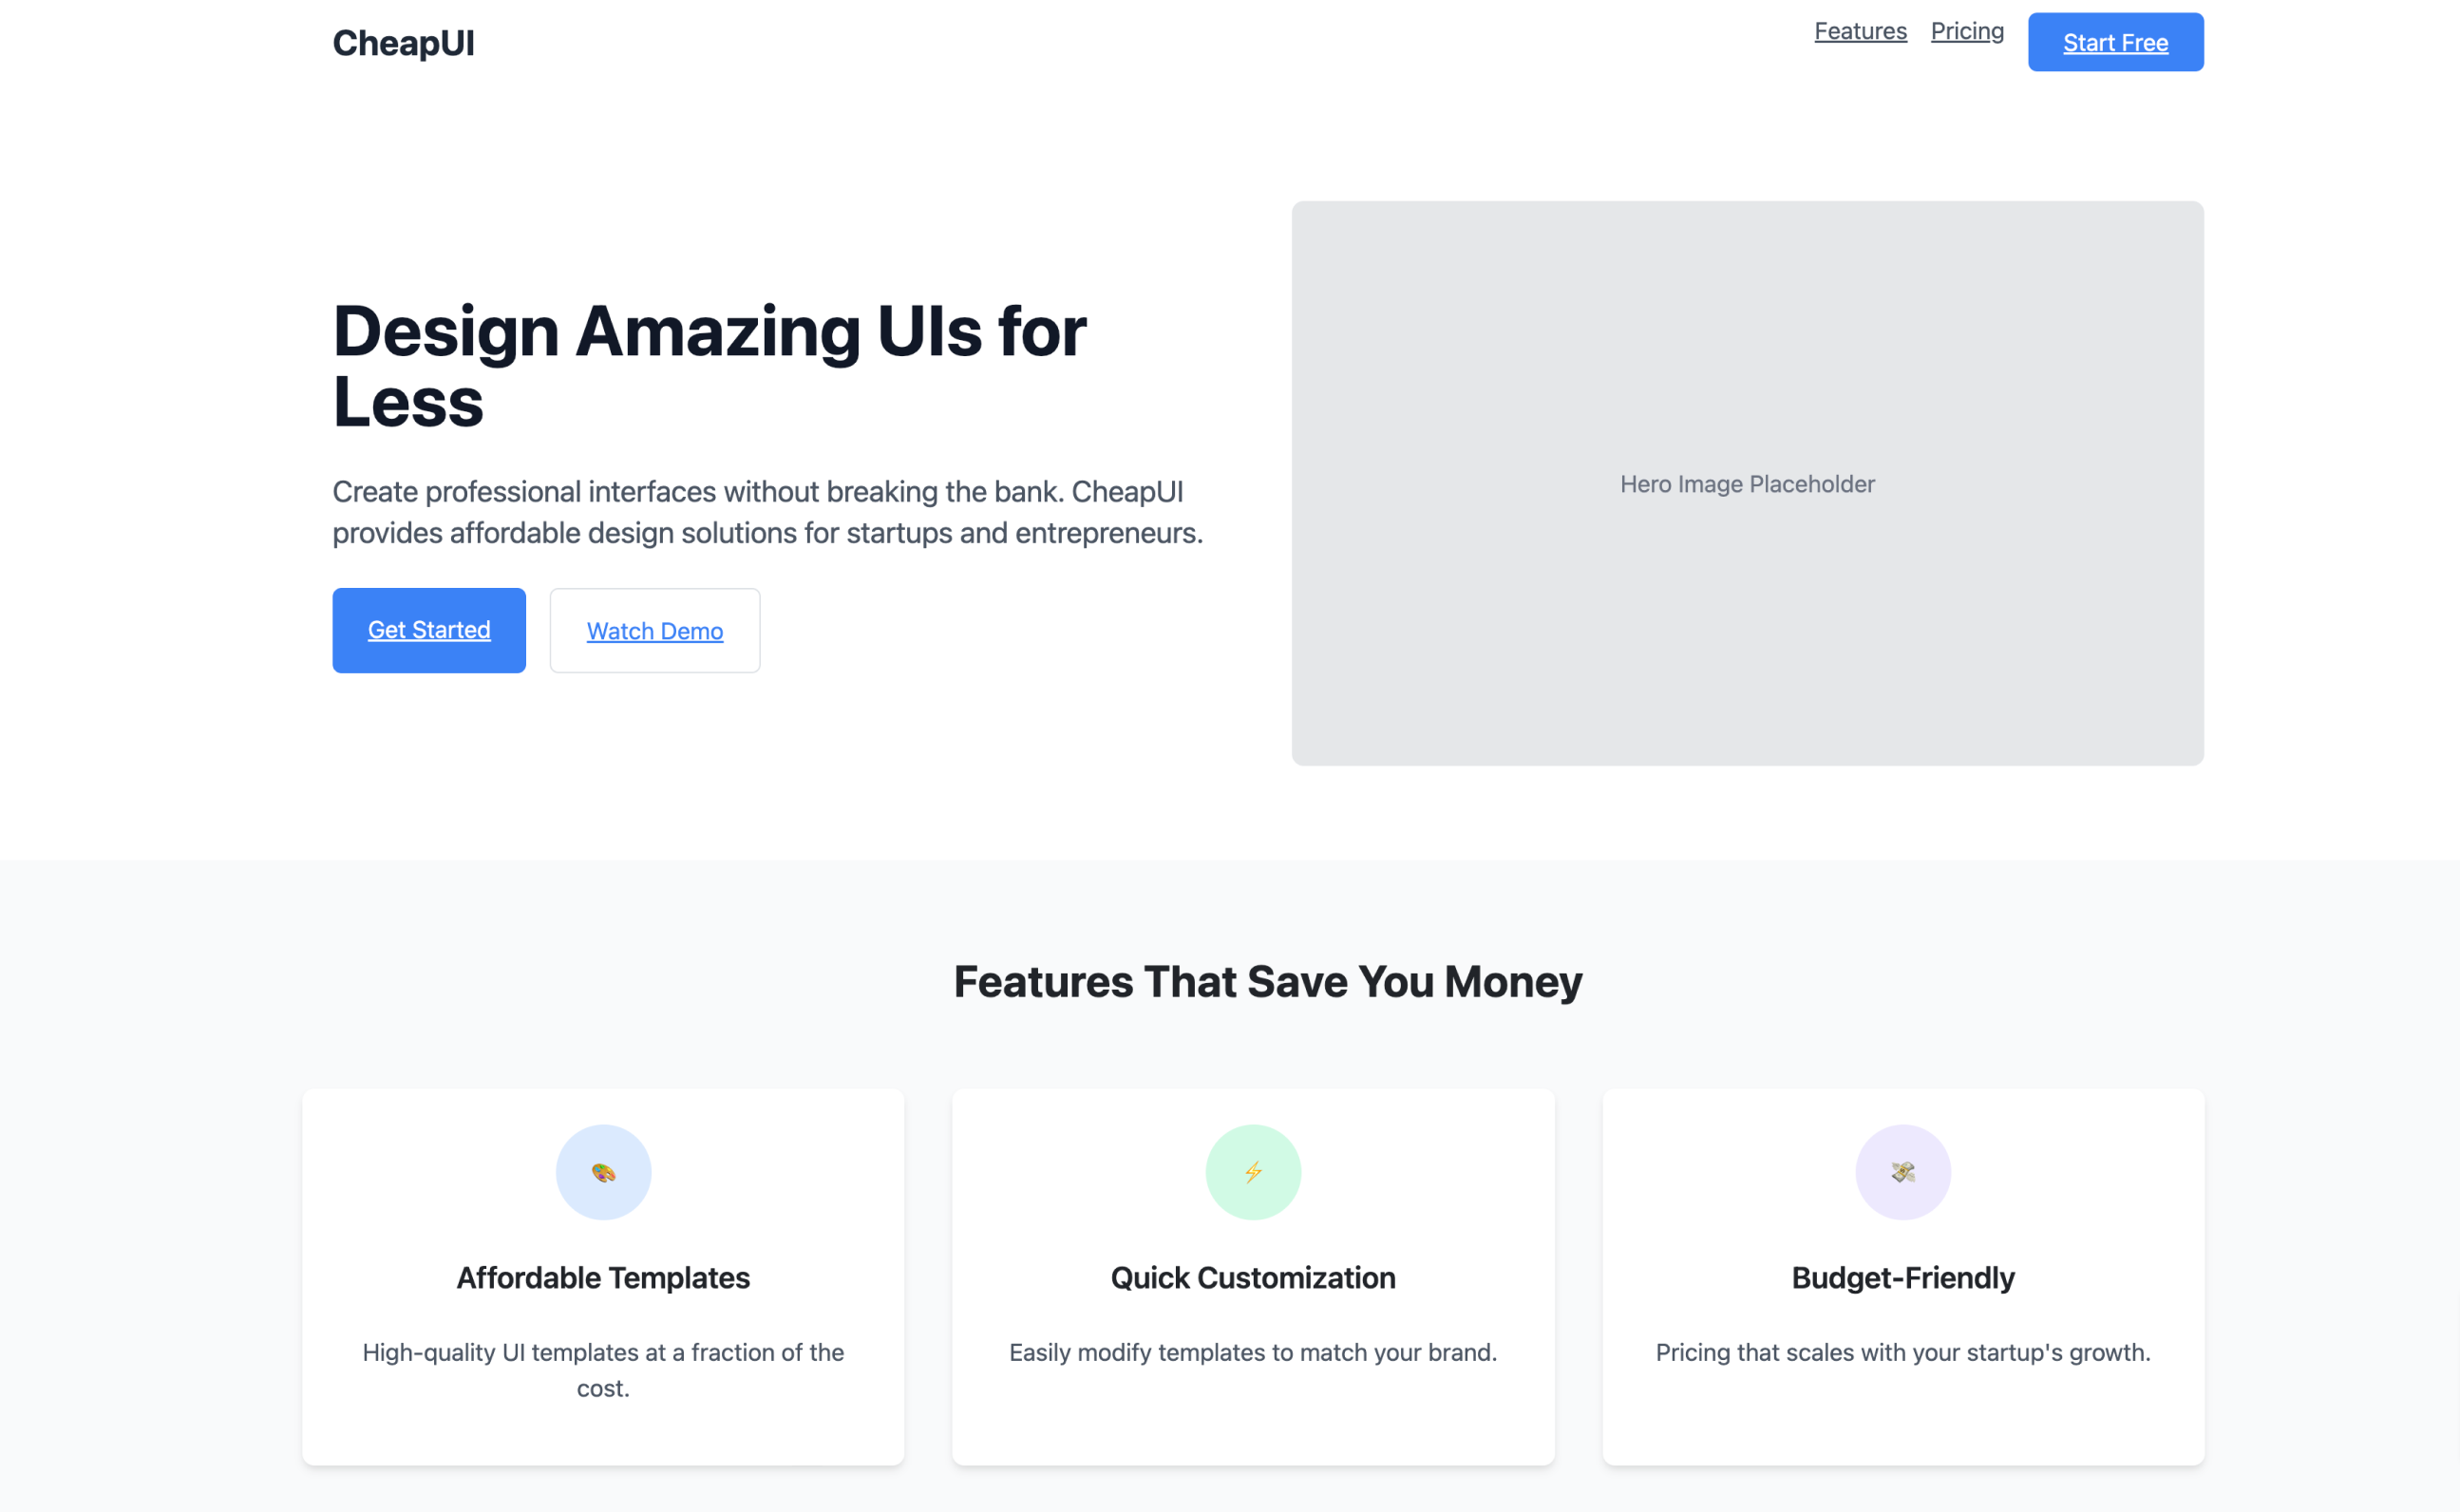 CheapUI
Features
Pricing
Start Free
Design Amazing UIs for
Less
Create professional interfaces without breaking the bank. CheapUI
provides affordable design solutions for startups and entrepreneurs.
Get Started
Watch Demo
Hero Image Placeholder
Features That Save You Money
Affordable Templates
High-quality UI templates at a fraction of the
cost.
Quick Customization
Easily modify templates to match your brand.
Budget-Friendly
Pricing that scales with your startup's growth.